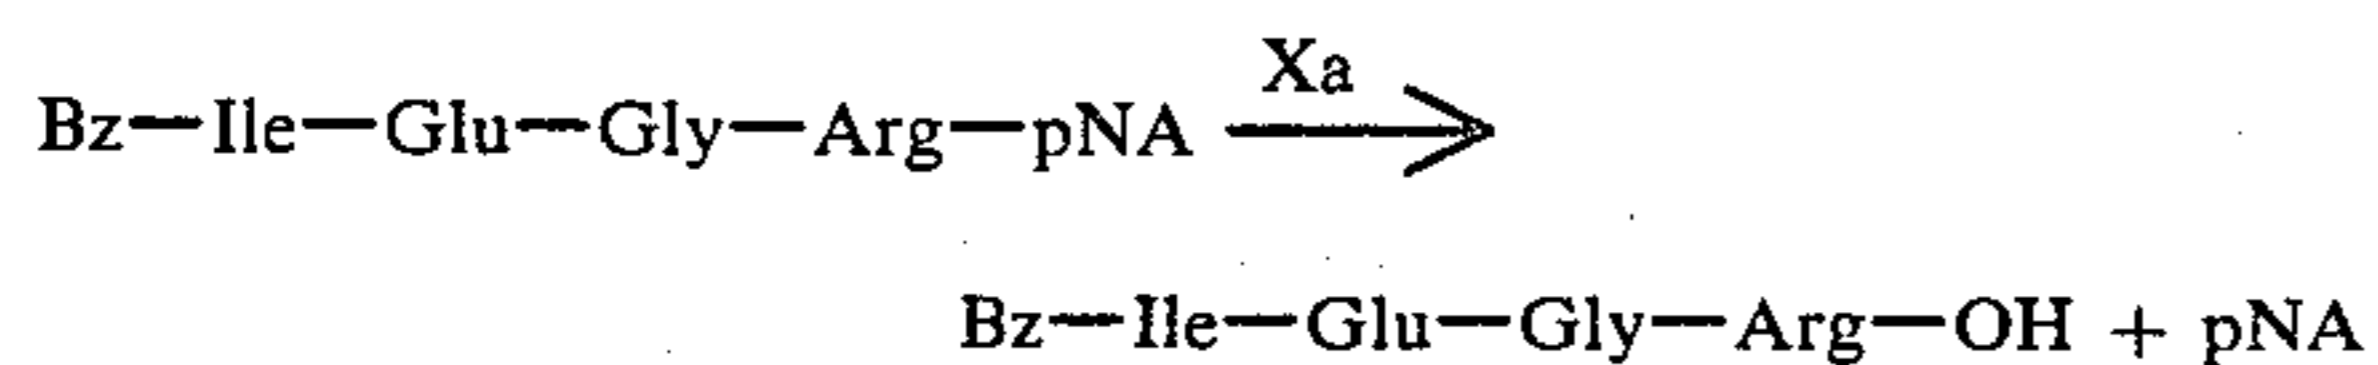 Xa
Bz—Ile—Glu—Gly—Arg—pNA
Bz—Ile—Glu—Gly—Arg—OH + pNA